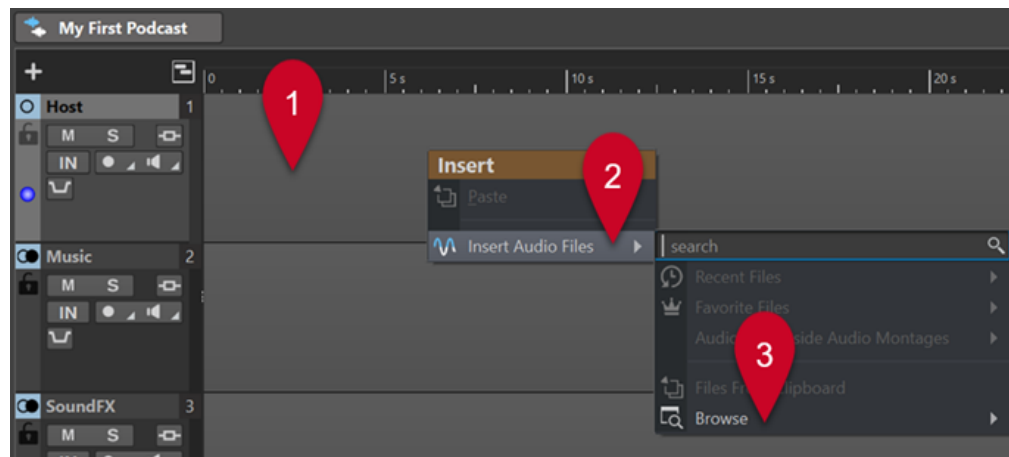 My First Podcast
0 5 s 10 s 15 s 20 s
1
Host 1
M S
IN
Insert
2
Paste
Insert Audio Files
search
Music 2
M S
IN
Recent Files
Favorite Files
Audio side Audio Montages
3
Files Fr lipboard
Browse
SoundFX 3
M S